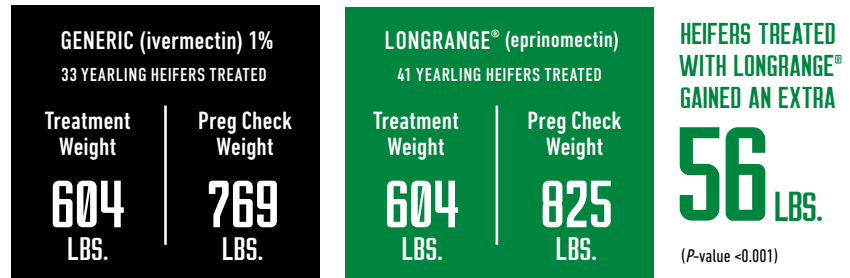 GENERIC (ivermectin) 1%
33 YEARLING HEIFERS TREATED
Treatment
Weight
604
LBS.
Preg Check
Weight
769
LBS.
LONGRANGE® (eprinomectin)
41 YEARLING HEIFERS TREATED
Treatment
Weight
604
LBS.
Preg Check
Weight
825
LBS.
HEIFERS TREATED
WITH LONGRANGE®
GAINED AN EXTRA
56 LBS.
(P-value <0.001)